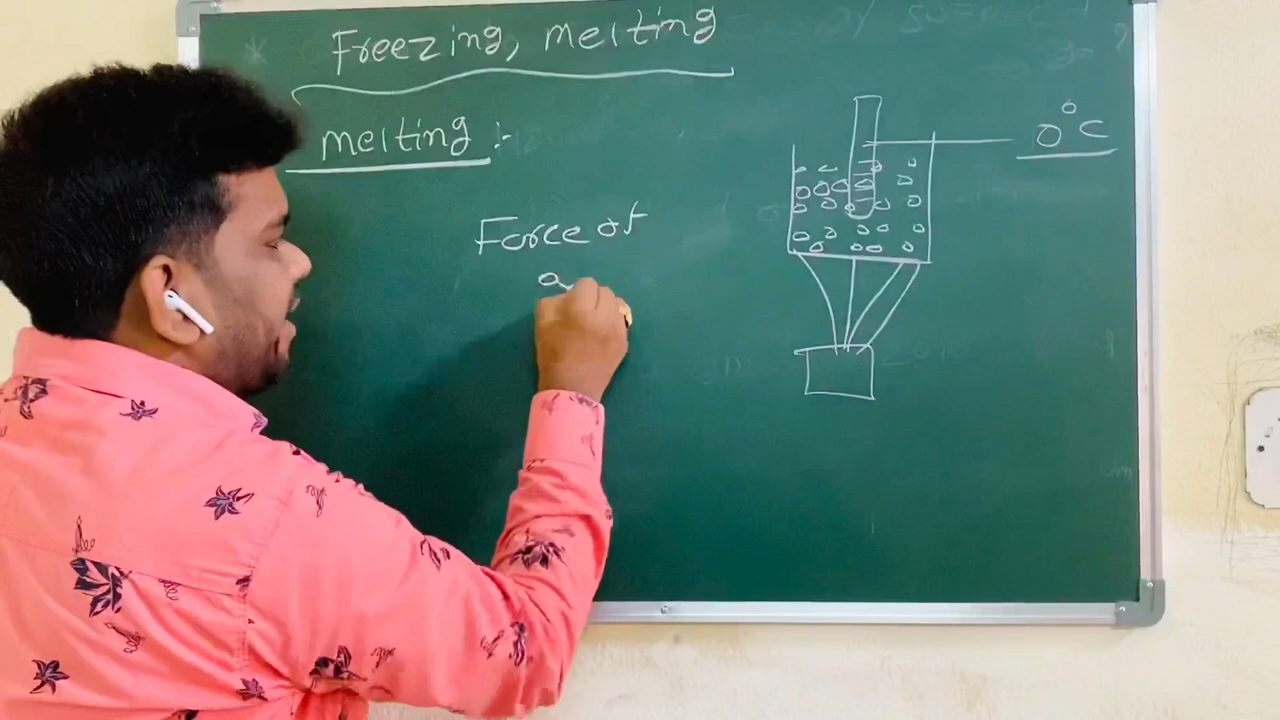 Freezing, melting
melting :-
Force of
0°C